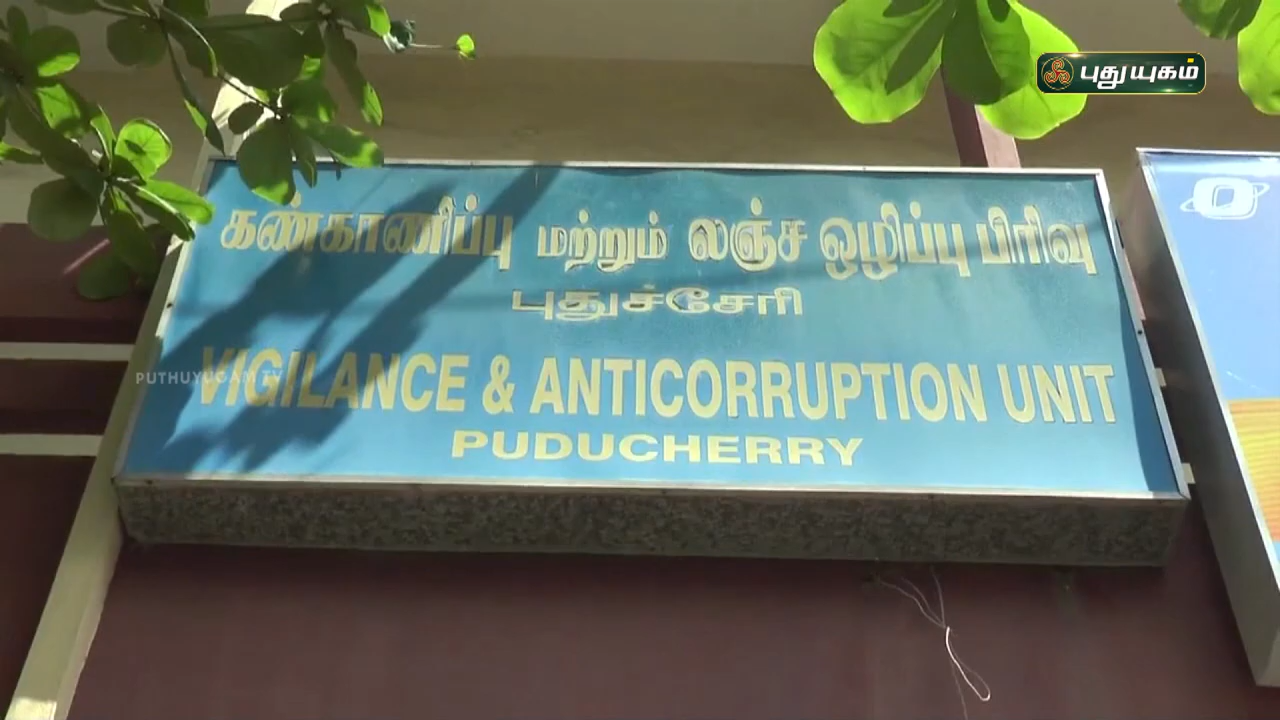 புதுயுகம்
கண்காணிப்பு மற்றும் லஞ்ச ஒழிப்பு பிரிவு
புதுச்சேரி
PUTHUYUGAM TV
VIGILANCE & ANTICORRUPTION UNIT
PUDUCHERRY